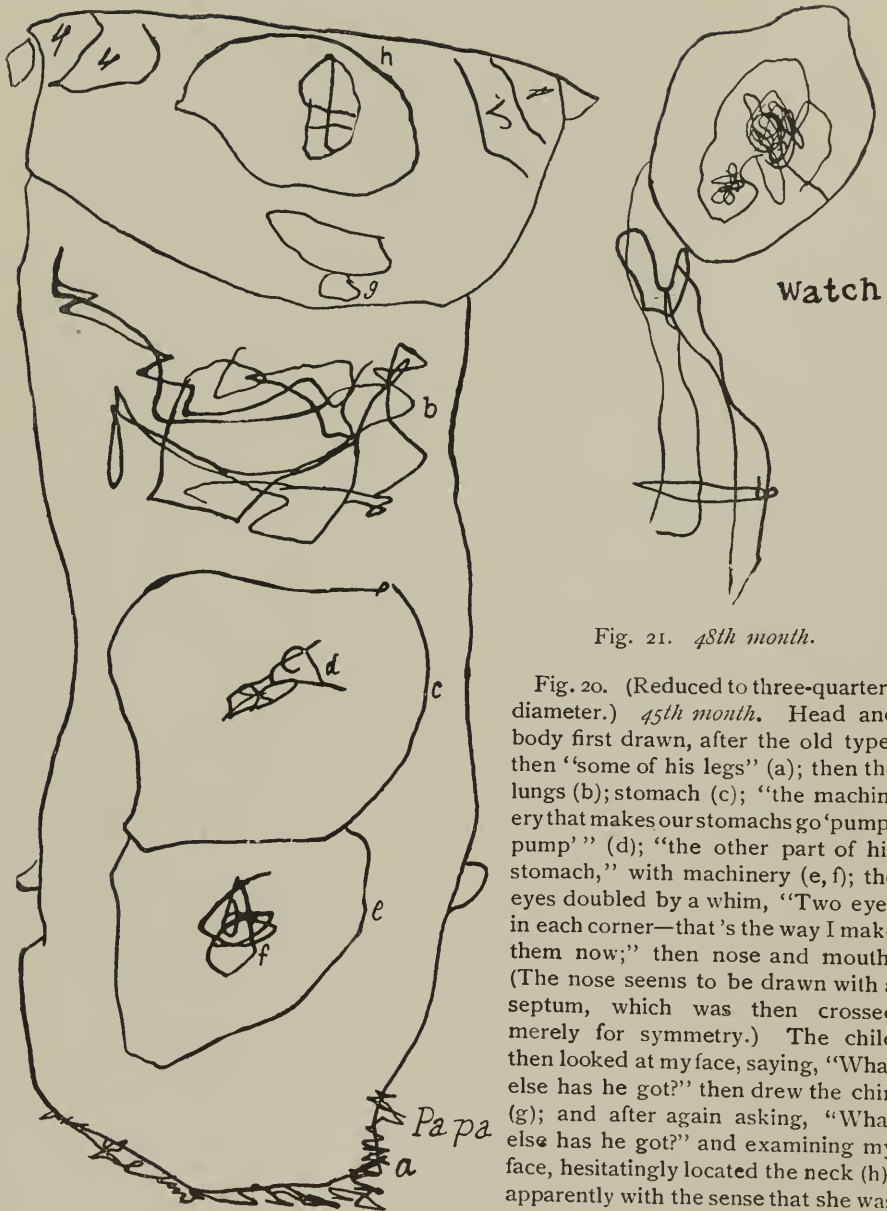 h
g
b
Watch
d
c
e
f
Papa
a
Fig. 21. 48th month.
Fig. 20. (Reduced to three-quarter
diameter.) 45th month. Head and
body first drawn, after the old type
then “some of his legs” (a); then th
lungs (b); stomach (c); “the machin
ery that makes our stomachs go ‘pump
pump’ ” (d); “the other part of hi
stomach,” with machinery (e, f); th
eyes doubled by a whim, “Two eye
in each corner—that’s the way I mak
them now;” then nose and mouth
(The nose seems to be drawn with a
septum, which was then crossed
merely for symmetry.) The chil
then looked at my face, saying, “Wha
else has he got?” then drew the chin
(g); and after again asking, “Wha
else has he got?” and examining my
face, hesitatingly located the neck (h)
apparently with the sense that she was